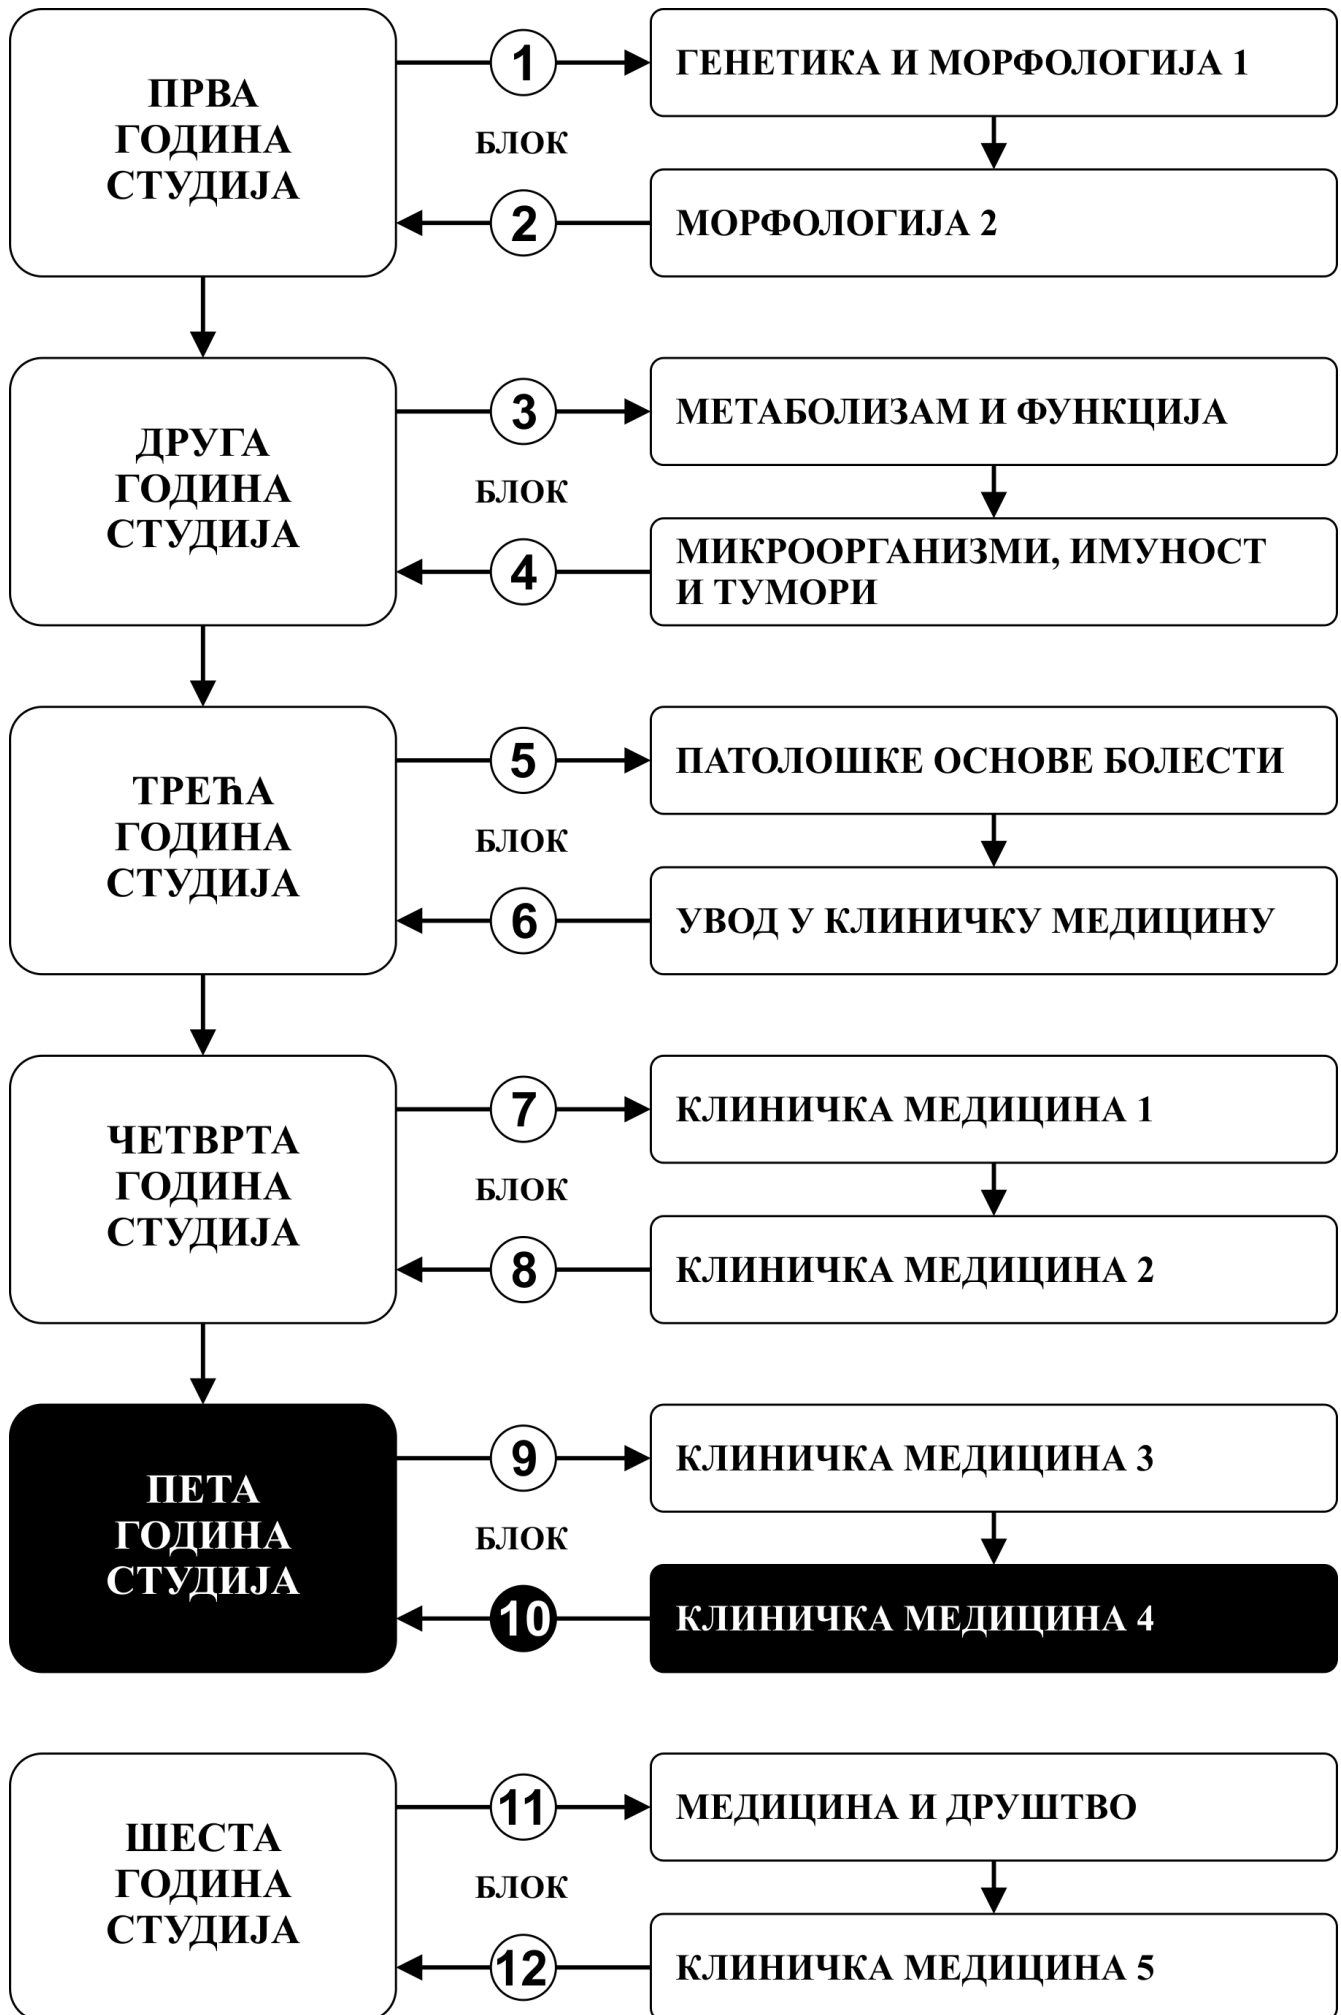 ПРВА
ГОДИНА
СТУДИЈА
1
БЛОК
2
ГЕНЕТИКА И МОРФОЛОГИЈА 1
МОРФОЛОГИЈА 2
ДРУГА
ГОДИНА
СТУДИЈА
3
БЛОК
4
МЕТАБОЛИЗАМ И ФУНКЦИЈА
МИКРООРГАНИЗМИ, ИМУНОСТ
И ТУМОРИ
ТРЕЋА
ГОДИНА
СТУДИЈА
5
БЛОК
6
ПАТОЛОШКЕ ОСНОВЕ БОЛЕСТИ
УВОД У КЛИНИЧКУ МЕДИЦИНУ
ЧЕТВРТА
ГОДИНА
СТУДИЈА
7
БЛОК
8
КЛИНИЧКА МЕДИЦИНА 1
КЛИНИЧКА МЕДИЦИНА 2
ПЕТА
ГОДИНА
СТУДИЈА
9
БЛОК
10
КЛИНИЧКА МЕДИЦИНА 3
КЛИНИЧКА МЕДИЦИНА 4
ШЕСТА
ГОДИНА
СТУДИЈА
11
БЛОК
12
МЕДИЦИНА И ДРУШТВО
КЛИНИЧКА МЕДИЦИНА 5